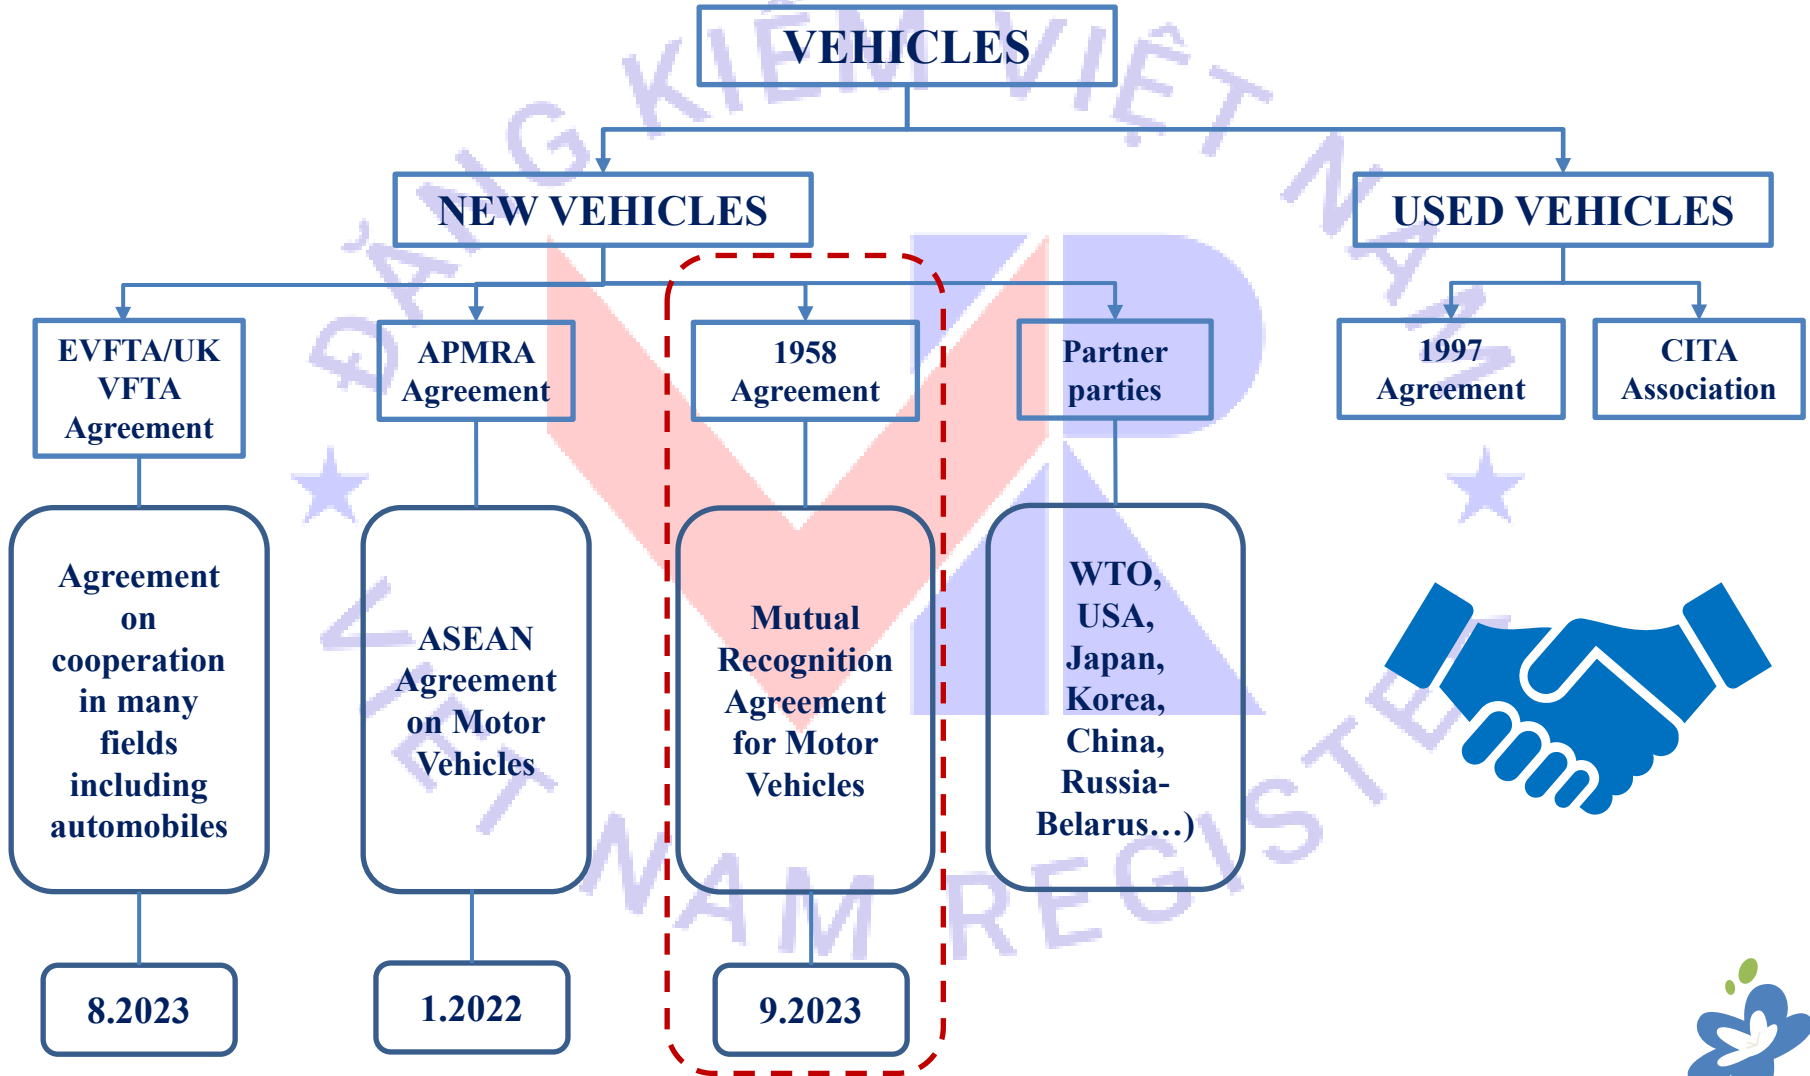 VEHICLES
NEW VEHICLES
USED VEHICLES
EVFTA/UK
VFTA
Agreement
APMRA
Agreement
1958
Agreement
Partner
parties
1997
Agreement
CITA
Association
Agreement
on
cooperation
in many
fields
including
automobiles
ASEAN
Agreement
on Motor
Vehicles
Mutual
Recognition
Agreement
for Motor
Vehicles
WTO,
USA,
Japan,
Korea,
China,
Russia-
Belarus…)
8.2023
1.2022
9.2023
ĐĂNG KIỂM VIỆT NAM
VIET NAM REGISTER